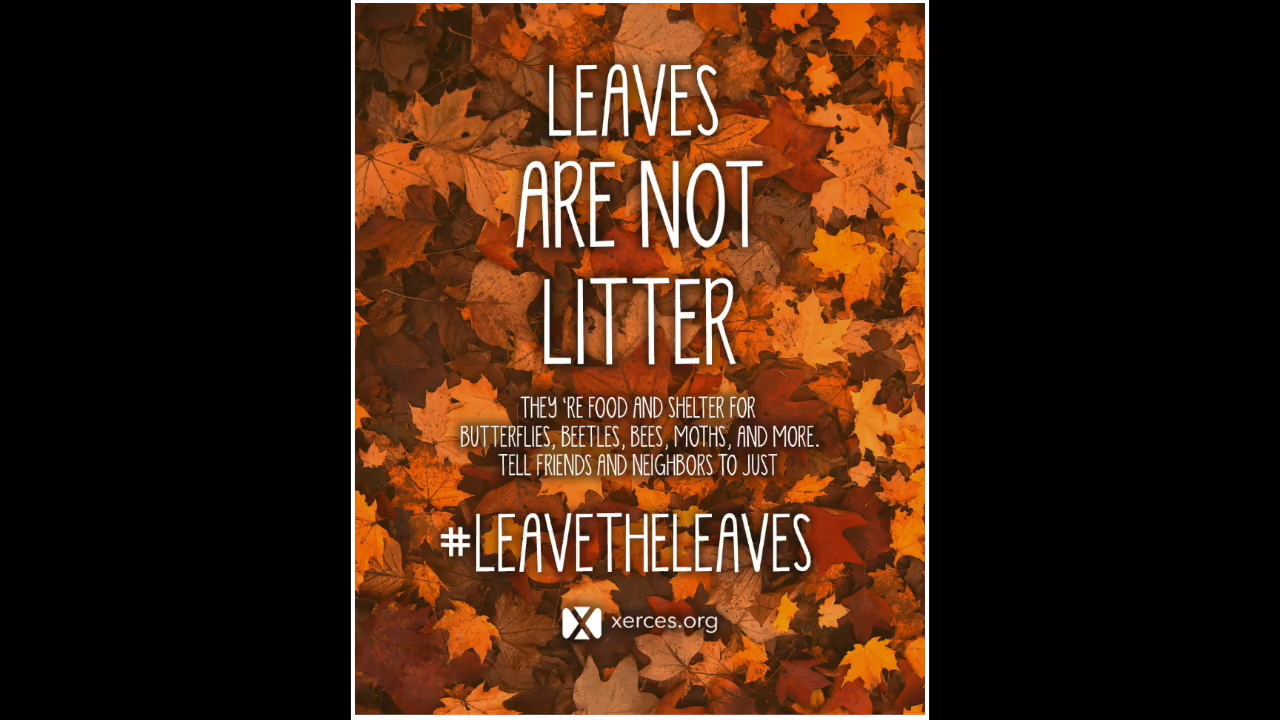 LEAVES
ARE NOT
LITTER
THEY 'RE FOOD AND SHELTER FOR
BUTTERFLIES, BEETLES, BEES, MOTHS, AND MORE.
TELL FRIENDS AND NEIGHBORS TO JUST
#LEAVETHELEAVES
xerces.org